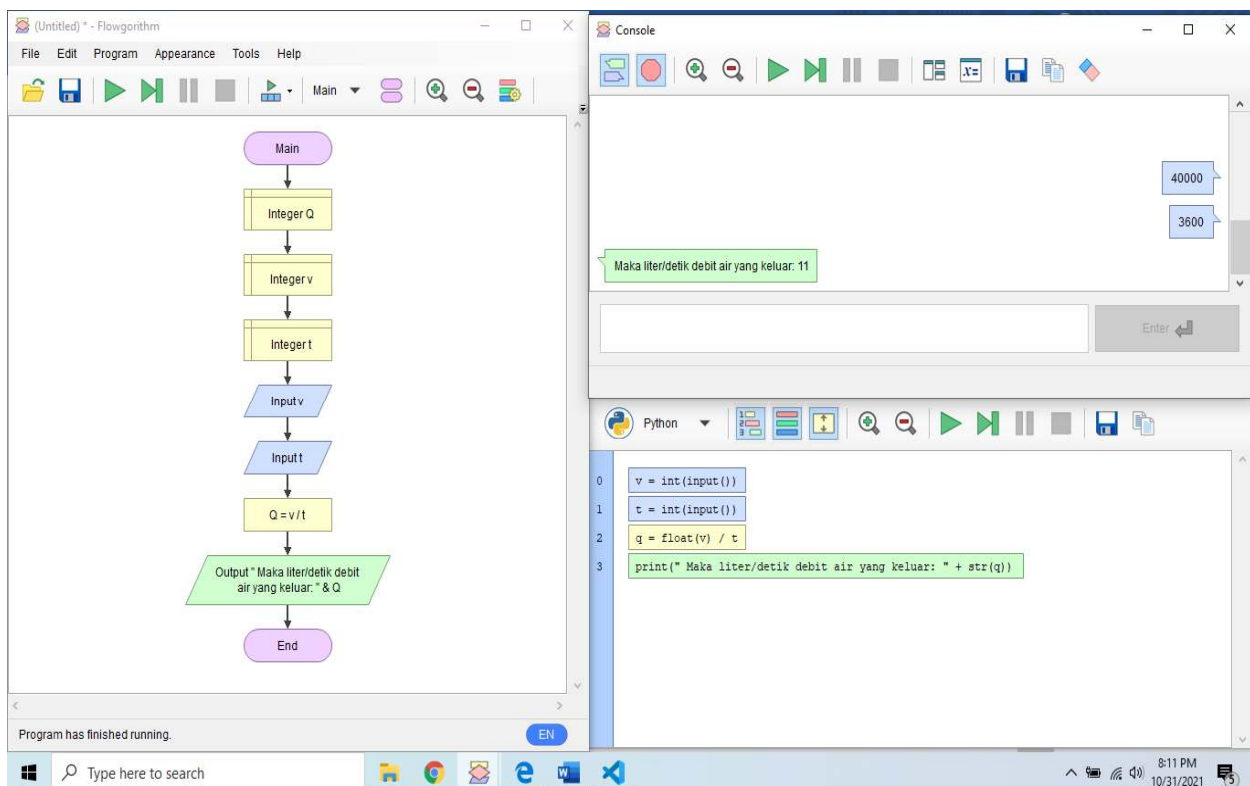 (Untitled) * - Flowgorithm
File Edit Program Appearance Tools Help
Main
Main
Integer Q
Integer v
Integer t
Input v
Input t
Q = v / t
Output " Maka liter/detik debit
air yang keluar: " & Q
End
Program has finished running.
EN
Console
x=
40000
3600
Maka liter/detik debit air yang keluar: 11
Enter
Python
0 v = int(input())
1 t = int(input())
2 q = float(v) / t
3 print(" Maka liter/detik debit air yang keluar: " + str(q))
Type here to search
8:11 PM
10/31/2021
5